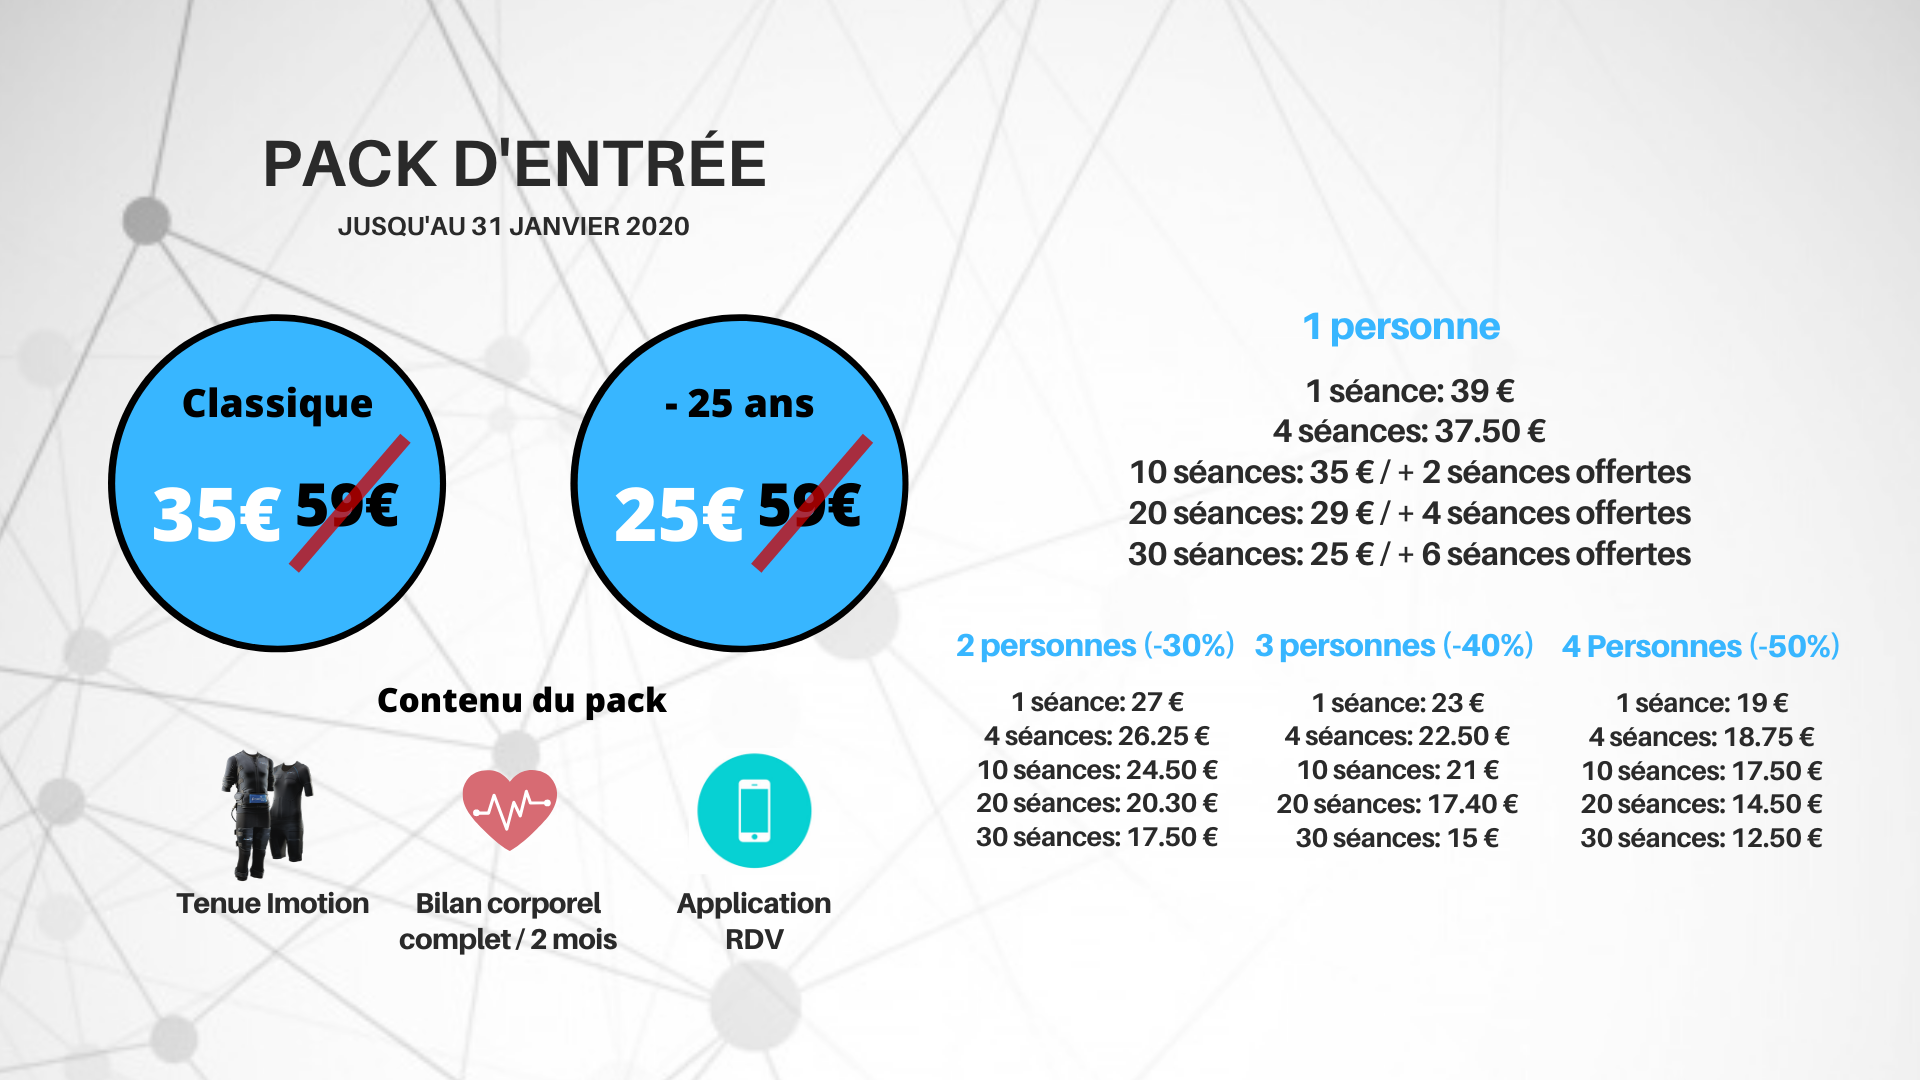 PACK D'ENTRÉE
JUSQU'AU 31 JANVIER 2020
Classique
35€ 59€
- 25 ans
25€ 59€
Contenu du pack
Tenue Imotion
Bilan corporel
complet / 2 mois
Application
RDV
1 personne
1 séance: 39 €
4 séances: 37.50 €
10 séances: 35 € / + 2 séances offertes
20 séances: 29 € / + 4 séances offertes
30 séances: 25 € / + 6 séances offertes
2 personnes (-30%)
1 séance: 27 €
4 séances: 26.25 €
10 séances: 24.50 €
20 séances: 20.30 €
30 séances: 17.50 €
3 personnes (-40%)
1 séance: 23 €
4 séances: 22.50 €
10 séances: 21 €
20 séances: 17.40 €
30 séances: 15 €
4 Personnes (-50%)
1 séance: 19 €
4 séances: 18.75 €
10 séances: 17.50 €
20 séances: 14.50 €
30 séances: 12.50 €